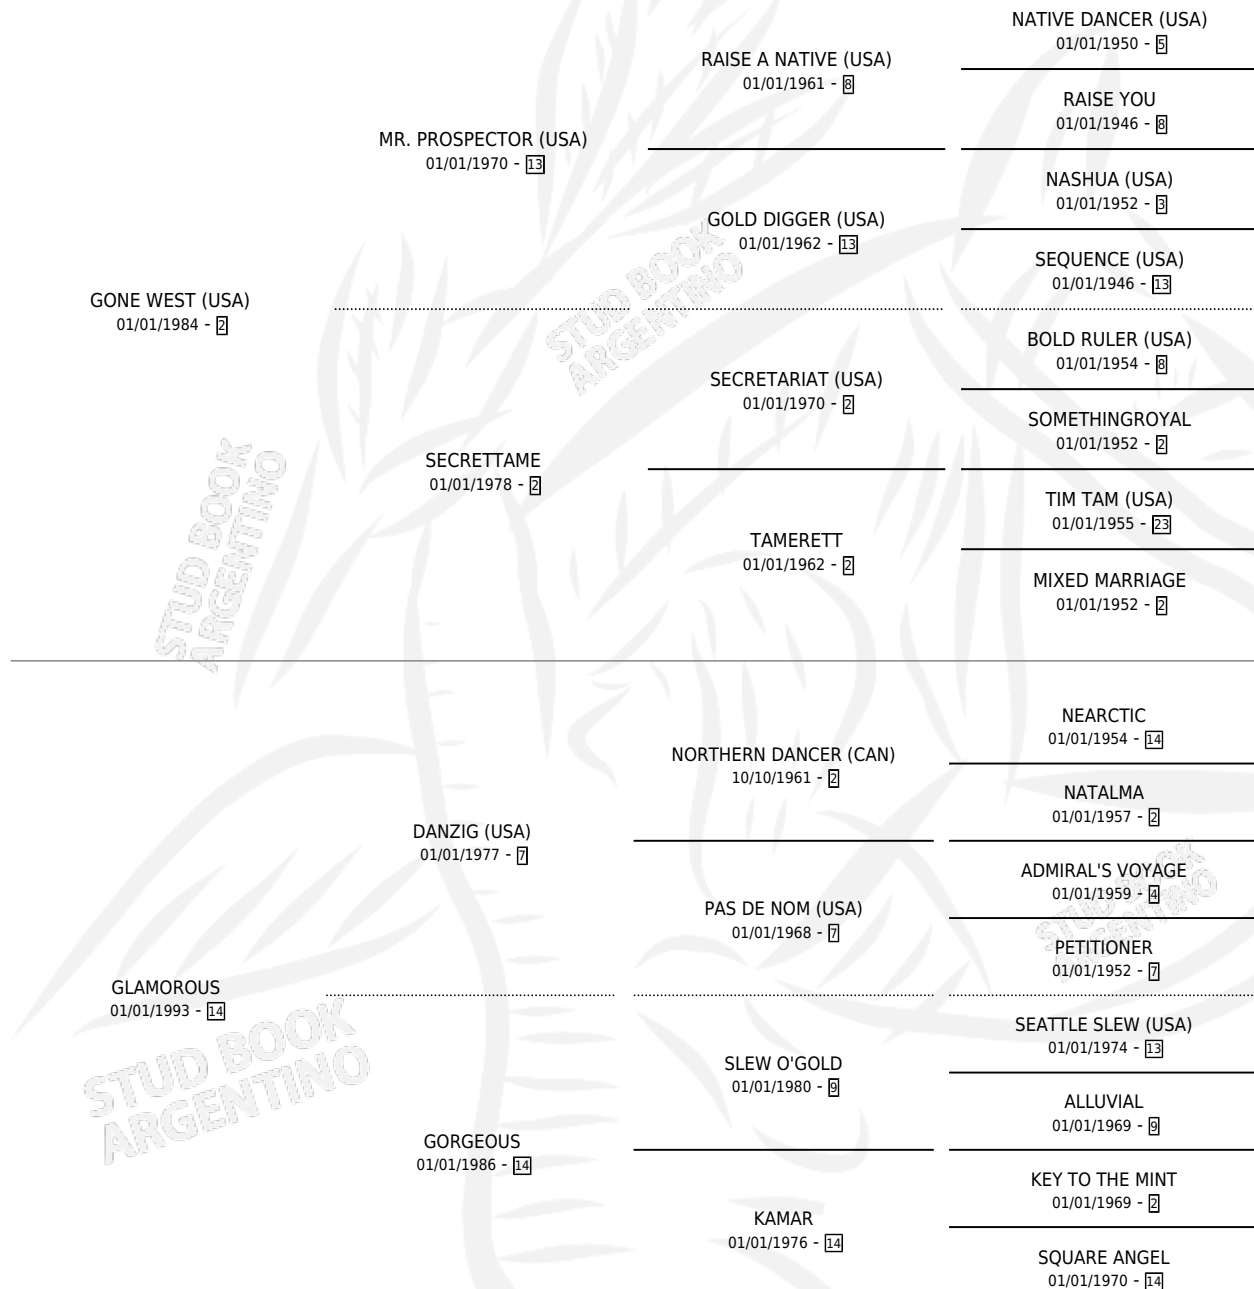 NATIVE DANCER (USA)
01/01/1950 - 5
RAISE A NATIVE (USA)
01/01/1961 - 8
RAISE YOU
01/01/1946 - 8
MR. PROSPECTOR (USA)
01/01/1970 - 13
NASHUA (USA)
01/01/1952 - 3
GOLD DIGGER (USA)
01/01/1962 - 13
SEQUENCE (USA)
01/01/1946 - 13
GONE WEST (USA)
01/01/1984 - 2
BOLD RULER (USA)
01/01/1954 - 8
SECRETARIAT (USA)
01/01/1970 - 2
SOMETHINGROYAL
01/01/1952 - 2
SECRETTAME
01/01/1978 - 2
TIM TAM (USA)
01/01/1955 - 23
TAMERETT
01/01/1962 - 2
MIXED MARRIAGE
01/01/1952 - 2
NEARCTIC
01/01/1954 - 14
NORTHERN DANCER (CAN)
10/10/1961 - 2
NATALMA
01/01/1957 - 2
DANZIG (USA)
01/01/1977 - 7
ADMIRAL'S VOYAGE
01/01/1959 - 4
PAS DE NOM (USA)
01/01/1968 - 7
PETITIONER
01/01/1952 - 7
GLAMOROUS
01/01/1993 - 14
SEATTLE SLEW (USA)
01/01/1974 - 13
SLEW O'GOLD
01/01/1980 - 9
ALLUVIAL
01/01/1969 - 9
GORGEOUS
01/01/1986 - 14
KEY TO THE MINT
01/01/1969 - 2
KAMAR
01/01/1976 - 14
SQUARE ANGEL
01/01/1970 - 14
STUD BOOK
ARGENTINO
STUD BOOK
ARGENTINO
STUD BOOK
ARGENTINO
STUD BOOK
ARGENTINO